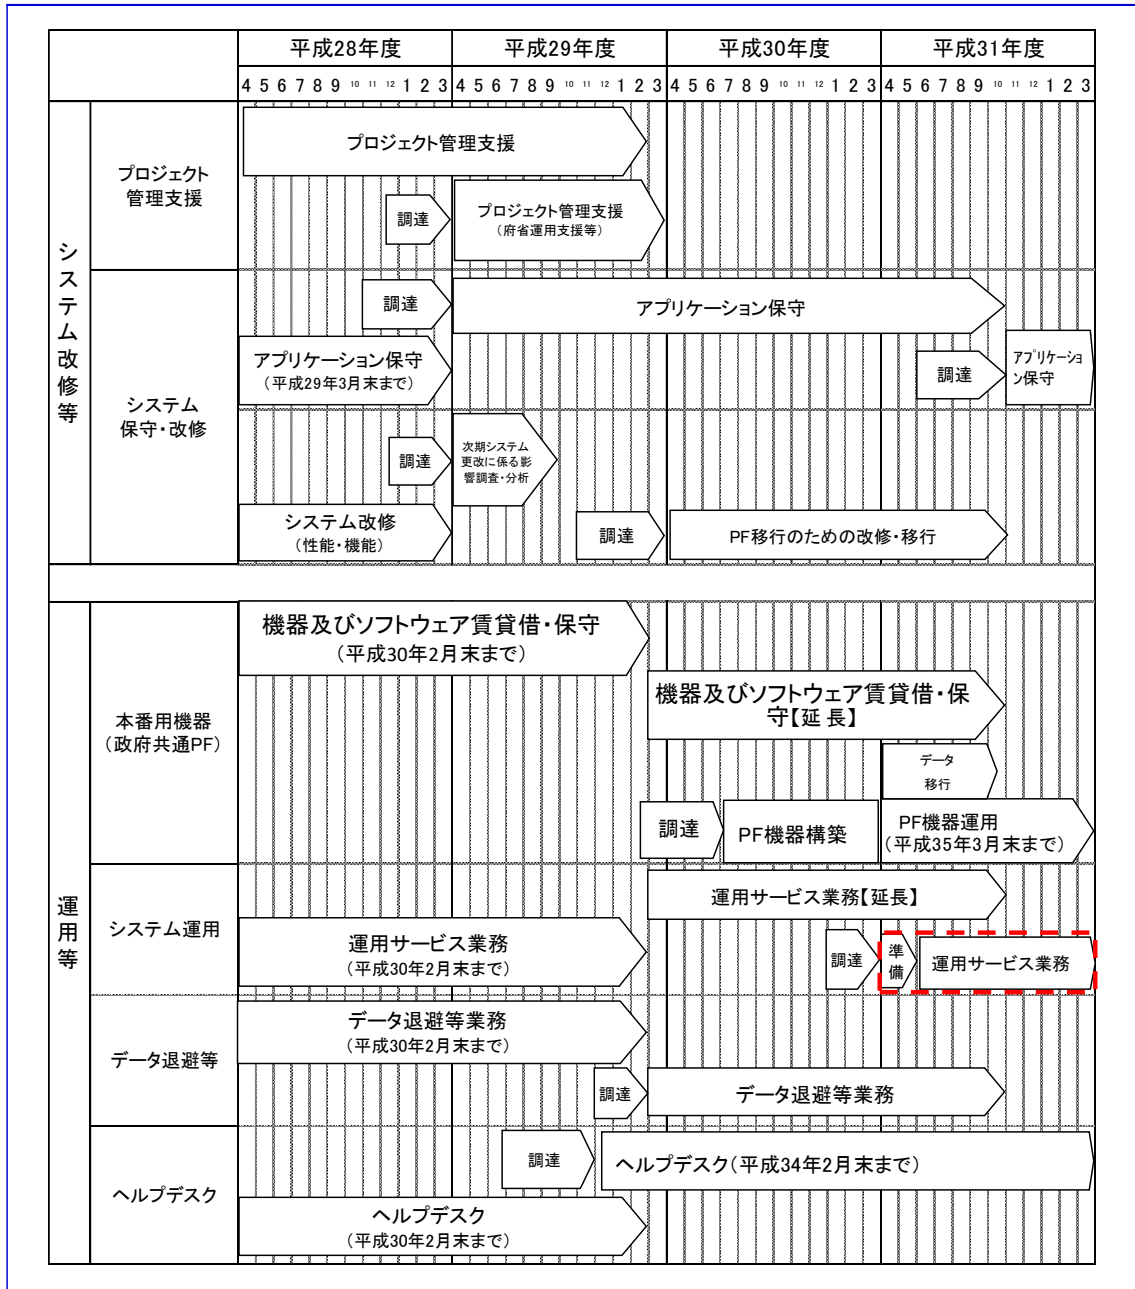 平成28年度 平成29年度 平成30年度 平成31年度
4 5 6 7 8 9 10 11 12 1 2 3 4 5 6 7 8 9 10 11 12 1 2 3 4 5 6 7 8 9 10 11 12 1 2 3 4 5 6 7 8 9 10 11 12 1 2 3
システム改修等
プロジェクト
管理支援
プロジェクト管理支援
調達
プロジェクト管理支援
(府省運用支援等)
システム
保守・改修
調達
アプリケーション保守
アプリケーション保守
(平成29年3月末まで)
調達
アプリケーショ
ン保守
調達
次期システム
更改に係る影
響調査・分析
システム改修
(性能・機能)
調達
PF移行のための改修・移行
運用等
本番用機器
(政府共通PF)
機器及びソフトウェア賃貸借・保守
(平成30年2月末まで)
機器及びソフトウェア賃貸借・保
守【延長】
データ
移行
調達
PF機器構築
PF機器運用
(平成35年3月末まで)
システム運用
運用サービス業務【延長】
運用サービス業務
(平成30年2月末まで)
調達
準
備
運用サービス業務
データ退避等
データ退避等業務
(平成30年2月末まで)
調達
データ退避等業務
ヘルプデスク
調達
ヘルプデスク(平成34年2月末まで)
ヘルプデスク
(平成30年2月末まで)